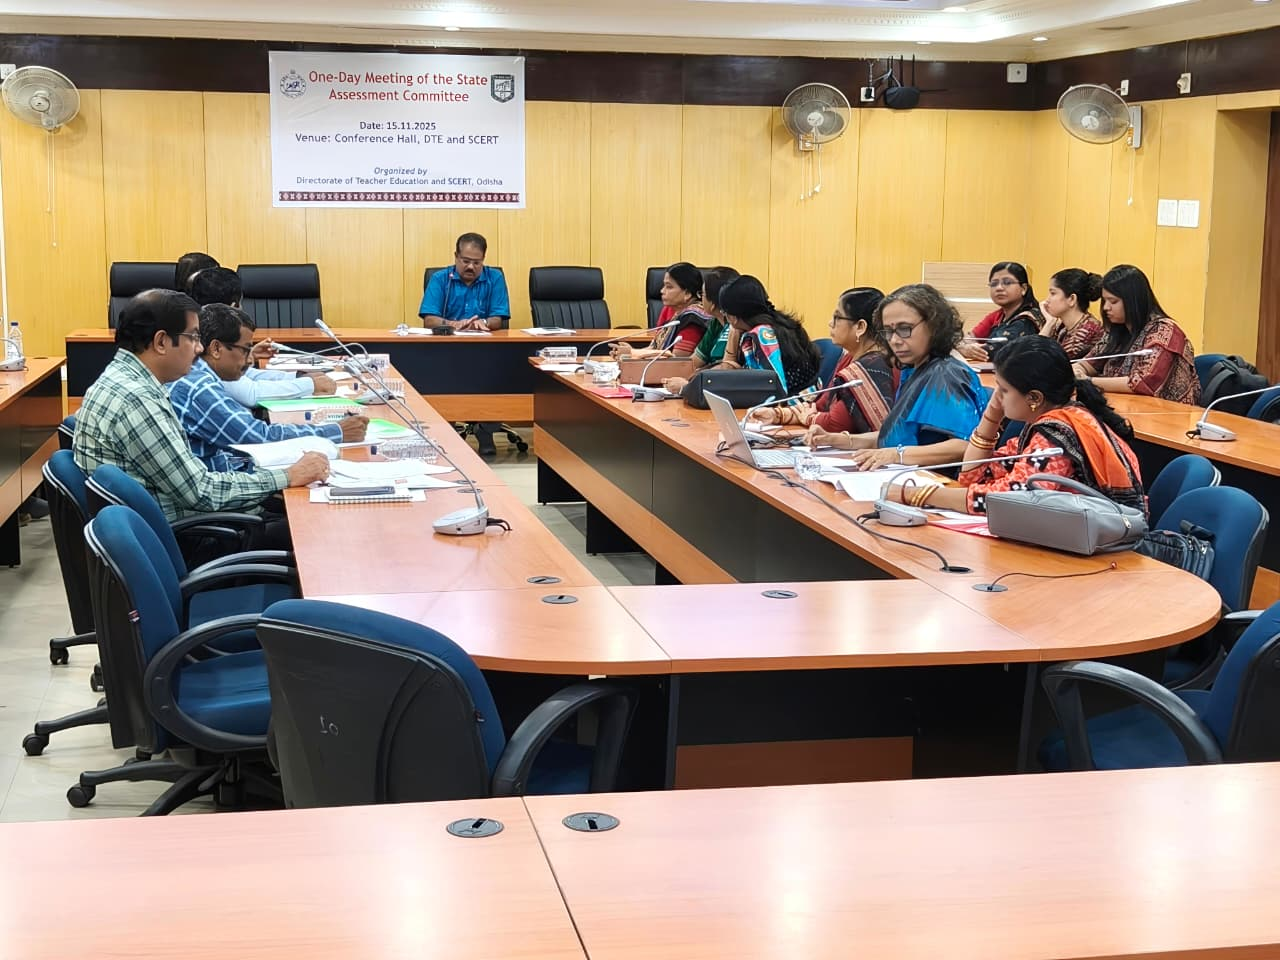 One-Day Meeting of the State
Assessment Committee
Date: 15.11.2025
Venue: Conference Hall, DTE and SCERT
Organized by
Directorate of Teacher Education and SCERT, Odisha
10